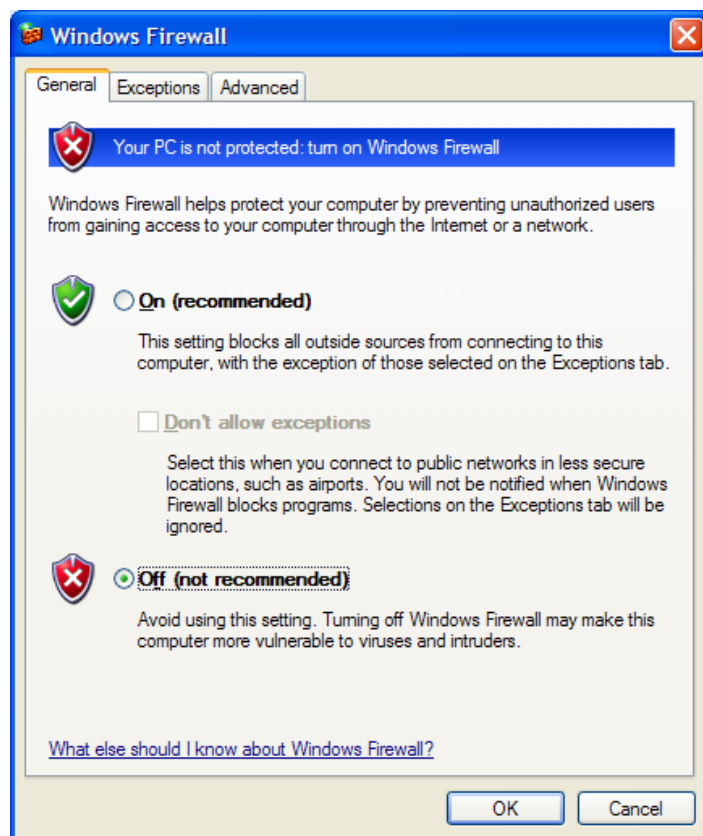 Windows Firewall
General
Exceptions
Advanced
Your PC is not protected: turn on Windows Firewall
Windows Firewall helps protect your computer by preventing unauthorized users
from gaining access to your computer through the Internet or a network.
On (recommended)
This setting blocks all outside sources from connecting to this
computer, with the exception of those selected on the Exceptions tab.
Don't allow exceptions
Select this when you connect to public networks in less secure
locations, such as airports. You will not be notified when Windows
Firewall blocks programs. Selections on the Exceptions tab will be
ignored.
Off (not recommended)
Avoid using this setting. Turning off Windows Firewall may make this
computer more vulnerable to viruses and intruders.
What else should I know about Windows Firewall?
OK
Cancel